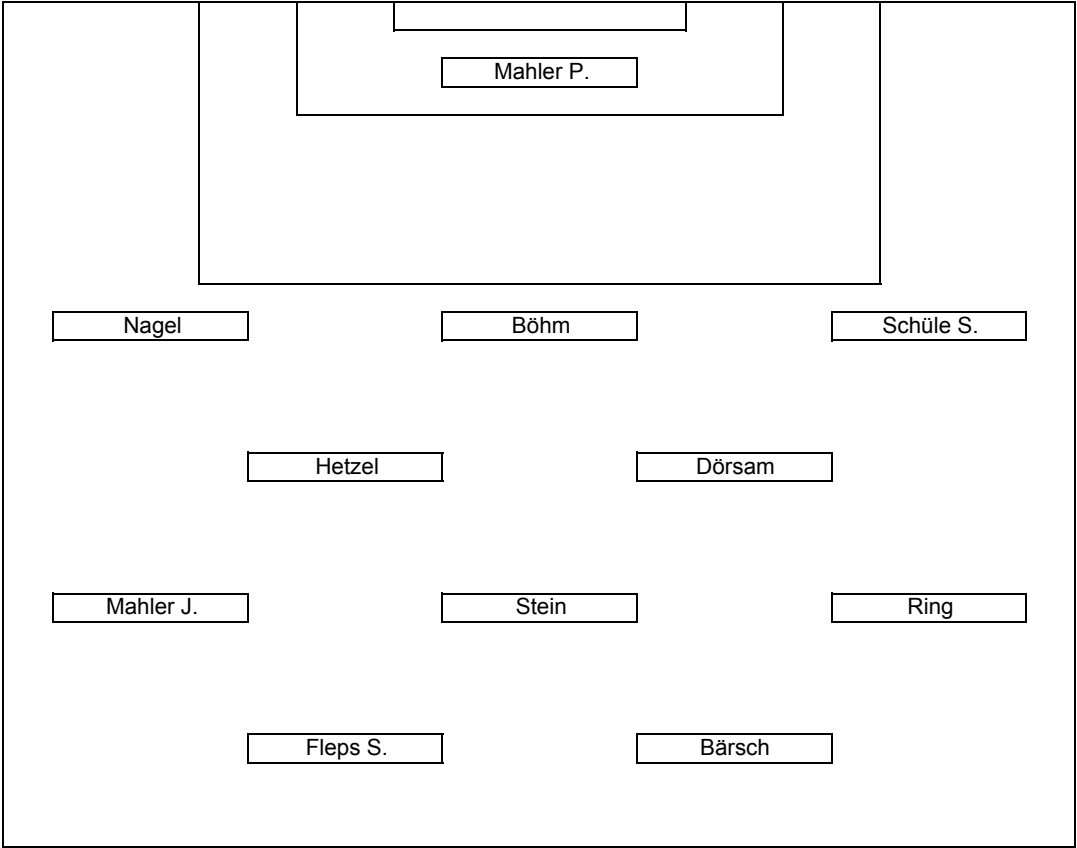 Mahler P.
Nagel Böhm Schüle S.
Hetzel Dörsam
Mahler J. Stein Ring
Fleps S. Bärsch